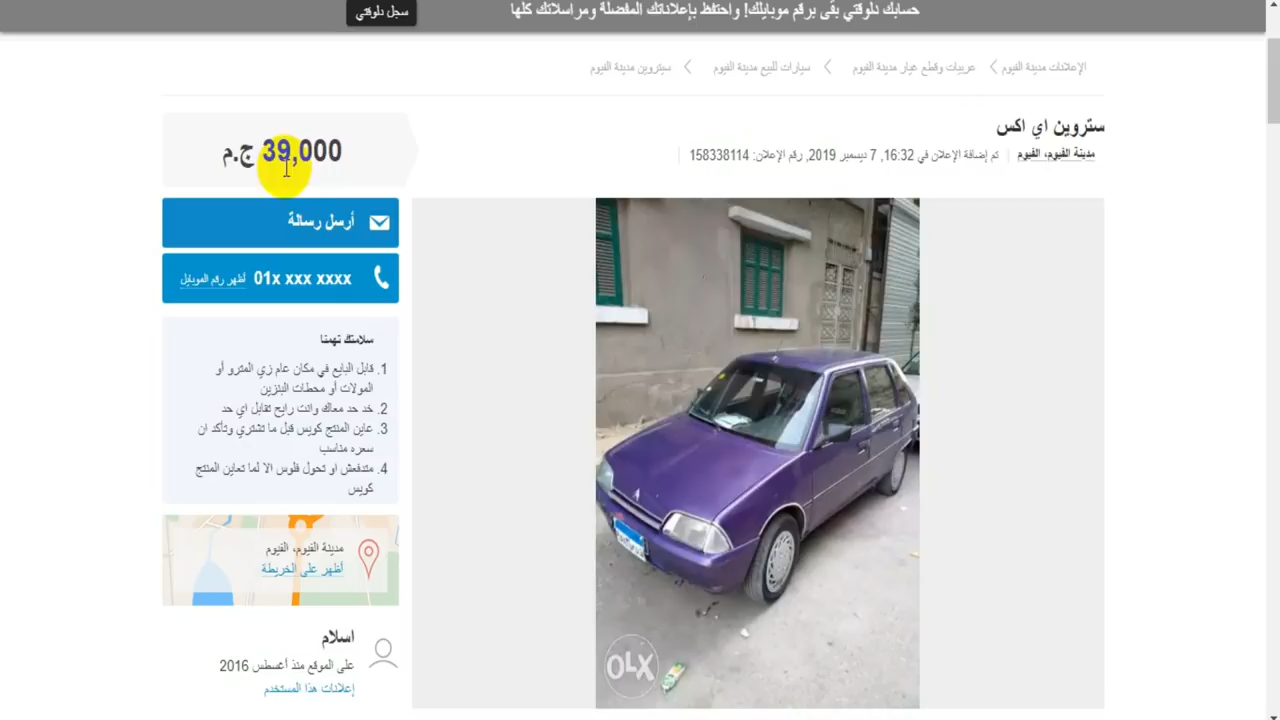 حسابك دلوقتي بقى برقم موبايلك! واحتفظ بإعلاناتك المفضلة ومراسلاتك كلها
سجل دلوقتي
الإعلانات مدينة الفيوم
عربيات وقطع غيار مدينة الفيوم
سيارات للبيع مدينة الفيوم
سيتروين مدينة الفيوم
ستروين اي اكس
مدينة الفيوم، الفيوم
تم إضافة الإعلان في 16:32, 7 ديسمبر 2019, رقم الإعلان: 158338114
39,000 ج.م
أرسل رسالة
01x xxx xxxx أظهر رقم الموبايل
سلامتك تهمنا
1. قابل البايع في مكان عام زي المترو أو
المولات أو محطات البنزين
2. خد حد معاك وانت رايح تقابل اي حد
3. عاين المنتج كويس قبل ما تشتري وتأكد ان
سعره مناسب
4. متدفعش او تحول فلوس الا لما تعاين المنتج
كويس
مدينة الفيوم، الفيوم
أظهر على الخريطة
اسلام
على الموقع منذ أغسطس 2016
إعلانات هذا المستخدم
OLX